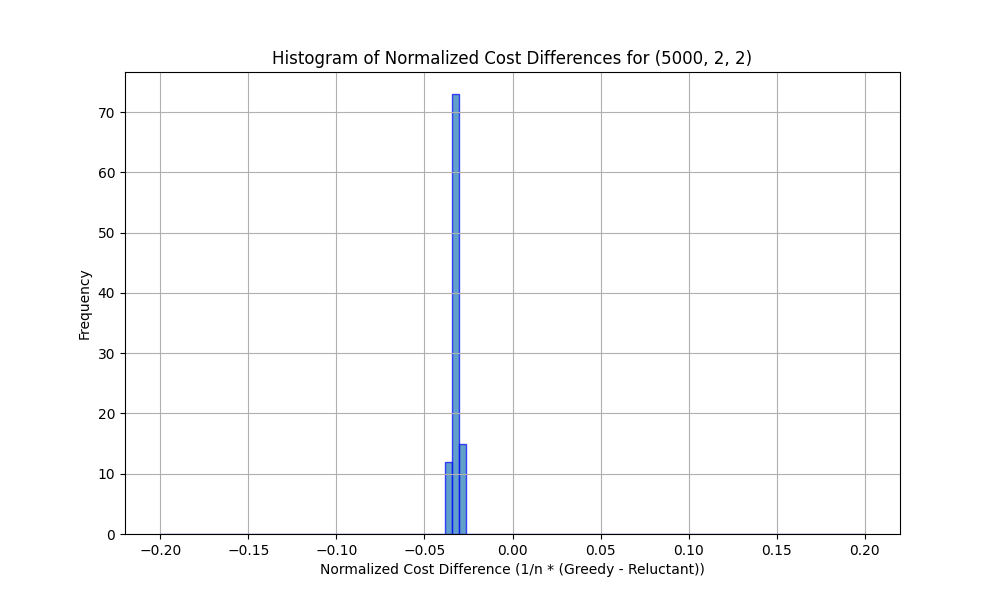 Histogram of Normalized Cost Differences for (5000, 2, 2)
70
60
50
40
30
20
10
0
Frequency
−0.20 −0.15 −0.10 −0.05 0.00 0.05 0.10 0.15 0.20
Normalized Cost Difference (1/n * (Greedy - Reluctant))